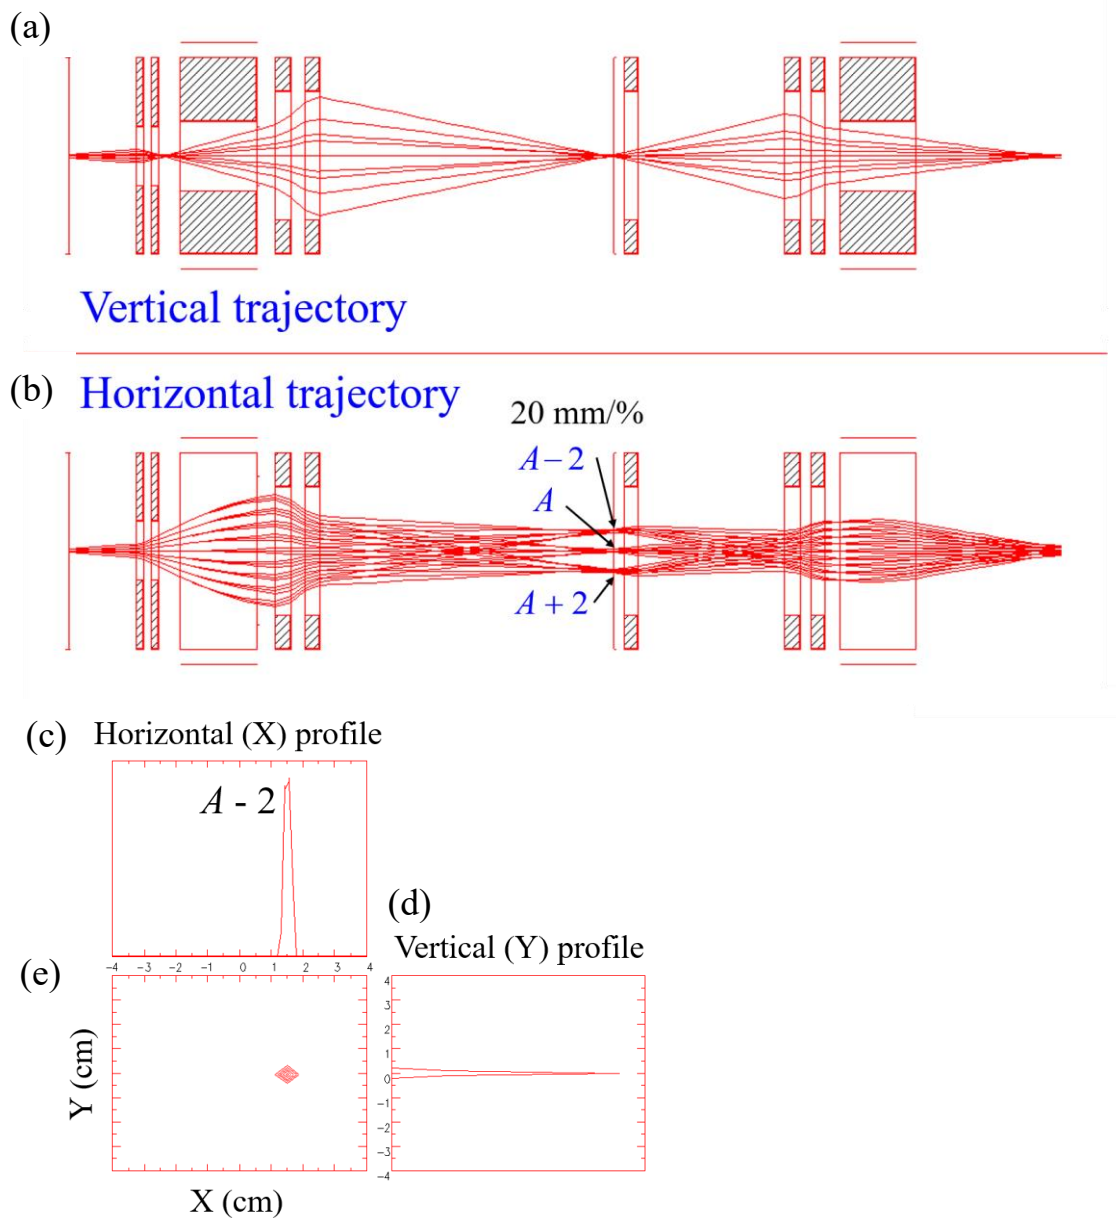 (a)
Vertical trajectory
(b)
Horizontal trajectory
20 mm/%
A – 2
A
A + 2
(c)
Horizontal (X) profile
A - 2
-4 -3 -2 -1 0 1 2 3 4
(d)
Vertical (Y) profile
(e)
4
3
2
1
0
-1
-2
-3
-4
Y (cm)
X (cm)